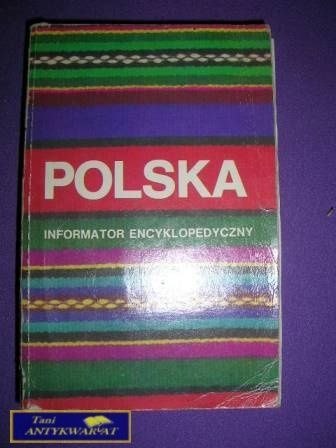 POLSKA
INFORMATOR ENCYKLOPEDYCZNY
Tani
ANTYKWARIAT